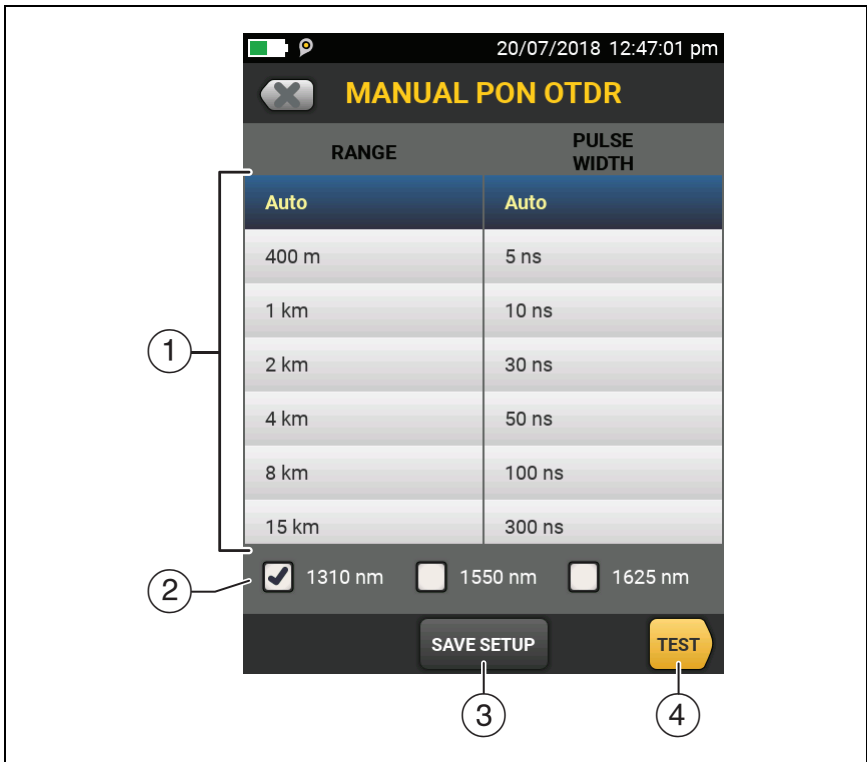 20/07/2018 12:47:01 pm
MANUAL PON OTDR
RANGE
PULSE
WIDTH
Auto Auto
400 m 5 ns
1 km 10 ns
2 km 30 ns
4 km 50 ns
8 km 100 ns
15 km 300 ns
1310 nm 1550 nm 1625 nm
SAVE SETUP TEST
1
2
3
4